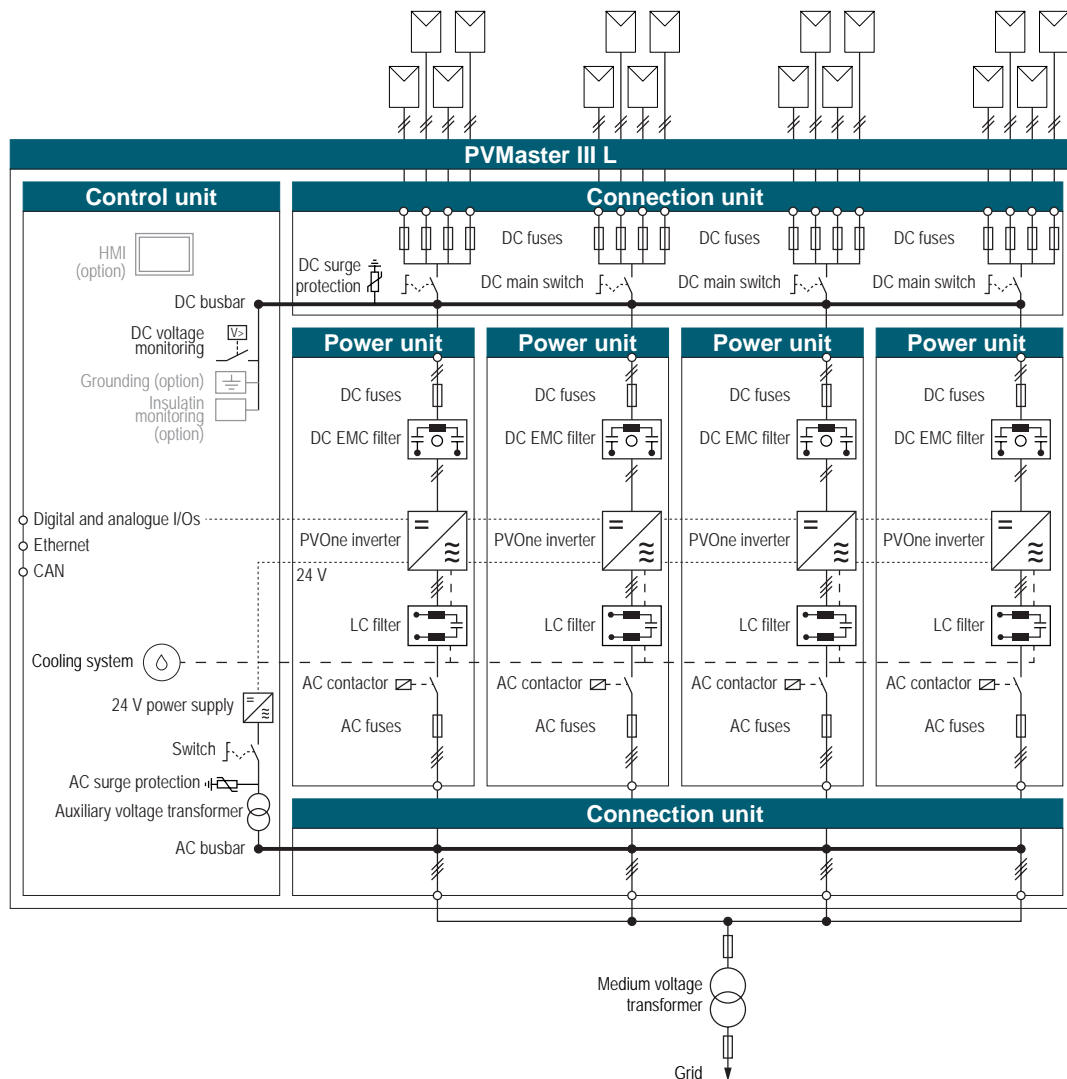 PVMaster III L
Control unit
Connection unit
HMI
(option)
DC fuses
DC fuses
DC fuses
DC surge
protection
DC main switch
DC main switch
DC main switch
DC busbar
DC voltage
monitoring
V>
Grounding (option)
Insulatin
monitoring
(option)
Power unit
Power unit
Power unit
Power unit
DC fuses
DC fuses
DC fuses
DC fuses
DC EMC filter
DC EMC filter
DC EMC filter
DC EMC filter
Digital and analogue I/Os
Ethernet
CAN
PVOne inverter
PVOne inverter
PVOne inverter
PVOne inverter
24 V
LC filter
LC filter
LC filter
LC filter
Cooling system
AC contactor
AC contactor
AC contactor
AC contactor
24 V power supply
AC fuses
AC fuses
AC fuses
AC fuses
Switch
AC surge protection
Auxiliary voltage transformer
Connection unit
AC busbar
Medium voltage
transformer
Grid